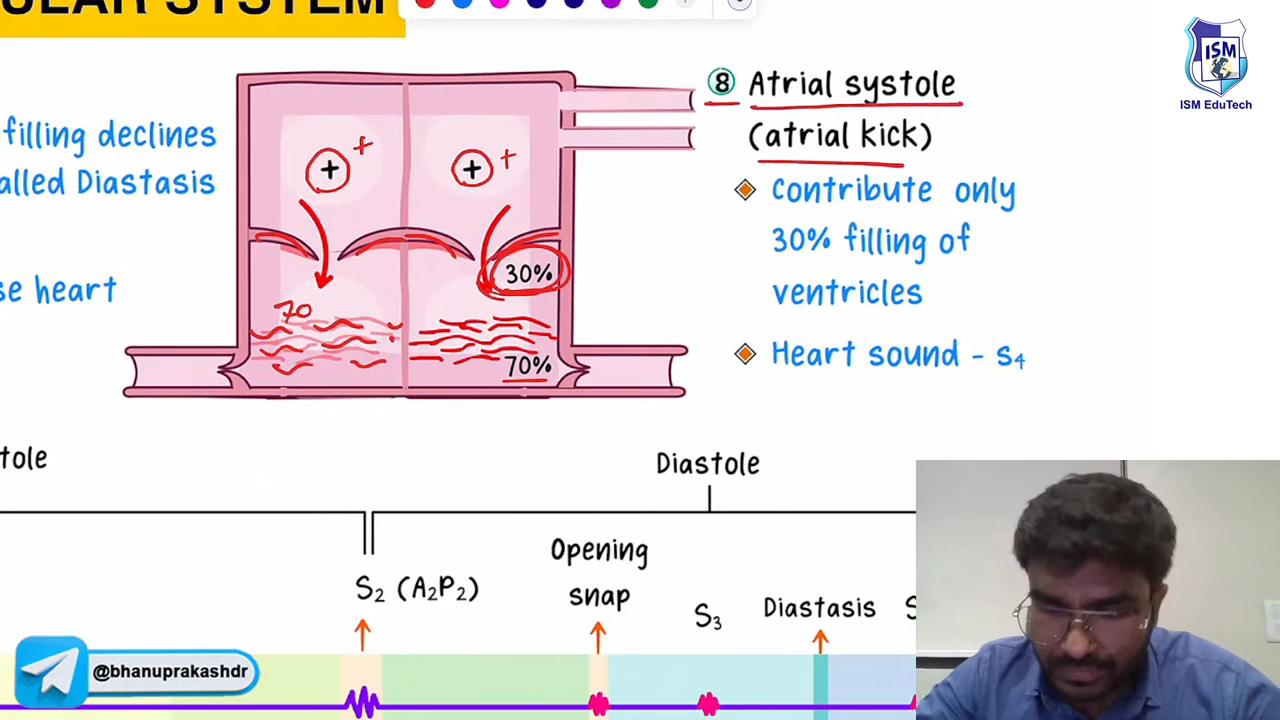 ULAR SYSTEM
ISM
ISM EduTech
filling declines
alled Diastasis
se heart
+ +
+ +
30%
70
70%
8 Atrial systole
(atrial kick)
Contribute only
30% filling of
ventricles
Heart sound - S₄
tole
Diastole
S₂ (A₂P₂)
Opening
snap
S₃
Diastasis
S
@bhanuprakashdr